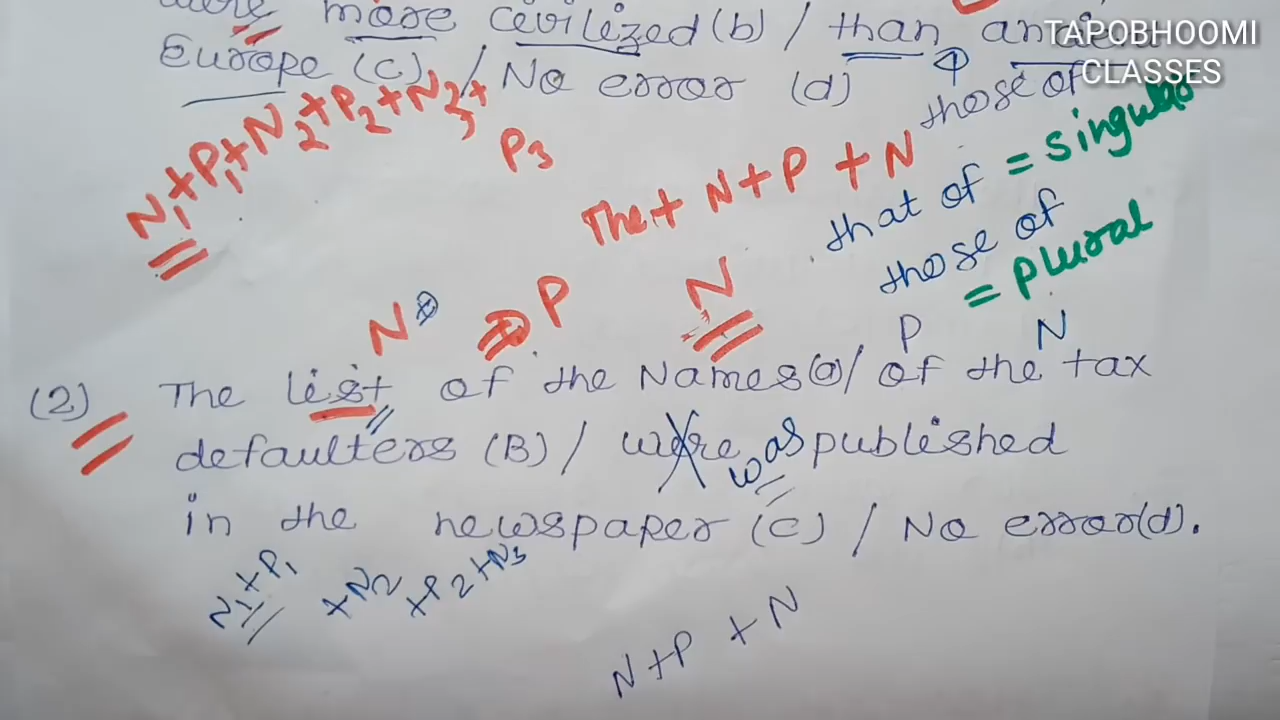 were more civilized (b) / than ancient
TAPOBHOOMI
CLASSES
Europe (c) / No error (d)
those of
N1+P1+N2+P2+N3+
P3
The+ N+P+N
that of = singular
those of
= plural
N P N
P N
(2) The list of the Names(a)/ of the tax
defaulters (B) / were was published
in the newspaper (c) / No error(d).
N1+P1
+N2 +P2+N3
N+P+N